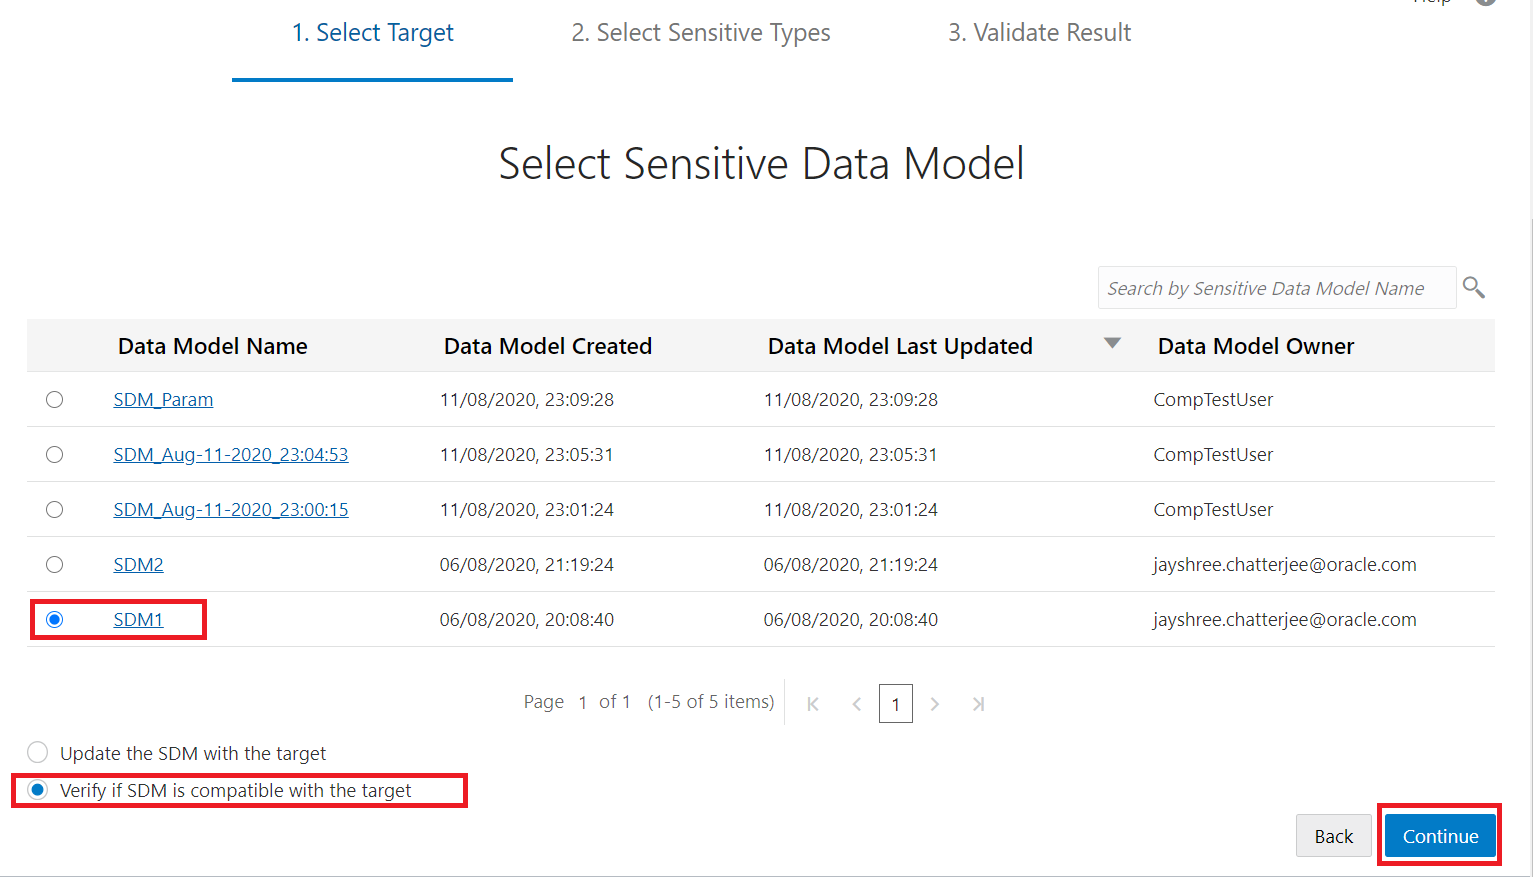 Help
1. Select Target 2. Select Sensitive Types 3. Validate Result
Select Sensitive Data Model
Search by Sensitive Data Model Name
Data Model Name Data Model Created Data Model Last Updated Data Model Owner
SDM_Param 11/08/2020, 23:09:28 11/08/2020, 23:09:28 CompTestUser
SDM_Aug-11-2020_23:04:53 11/08/2020, 23:05:31 11/08/2020, 23:05:31 CompTestUser
SDM_Aug-11-2020_23:00:15 11/08/2020, 23:01:24 11/08/2020, 23:01:24 CompTestUser
SDM2 06/08/2020, 21:19:24 06/08/2020, 21:19:24 jayshree.chatterjee@oracle.com
SDM1 06/08/2020, 20:08:40 06/08/2020, 20:08:40 jayshree.chatterjee@oracle.com
Page 1 of 1 (1-5 of 5 items) 1
Update the SDM with the target
Verify if SDM is compatible with the target
Back Continue